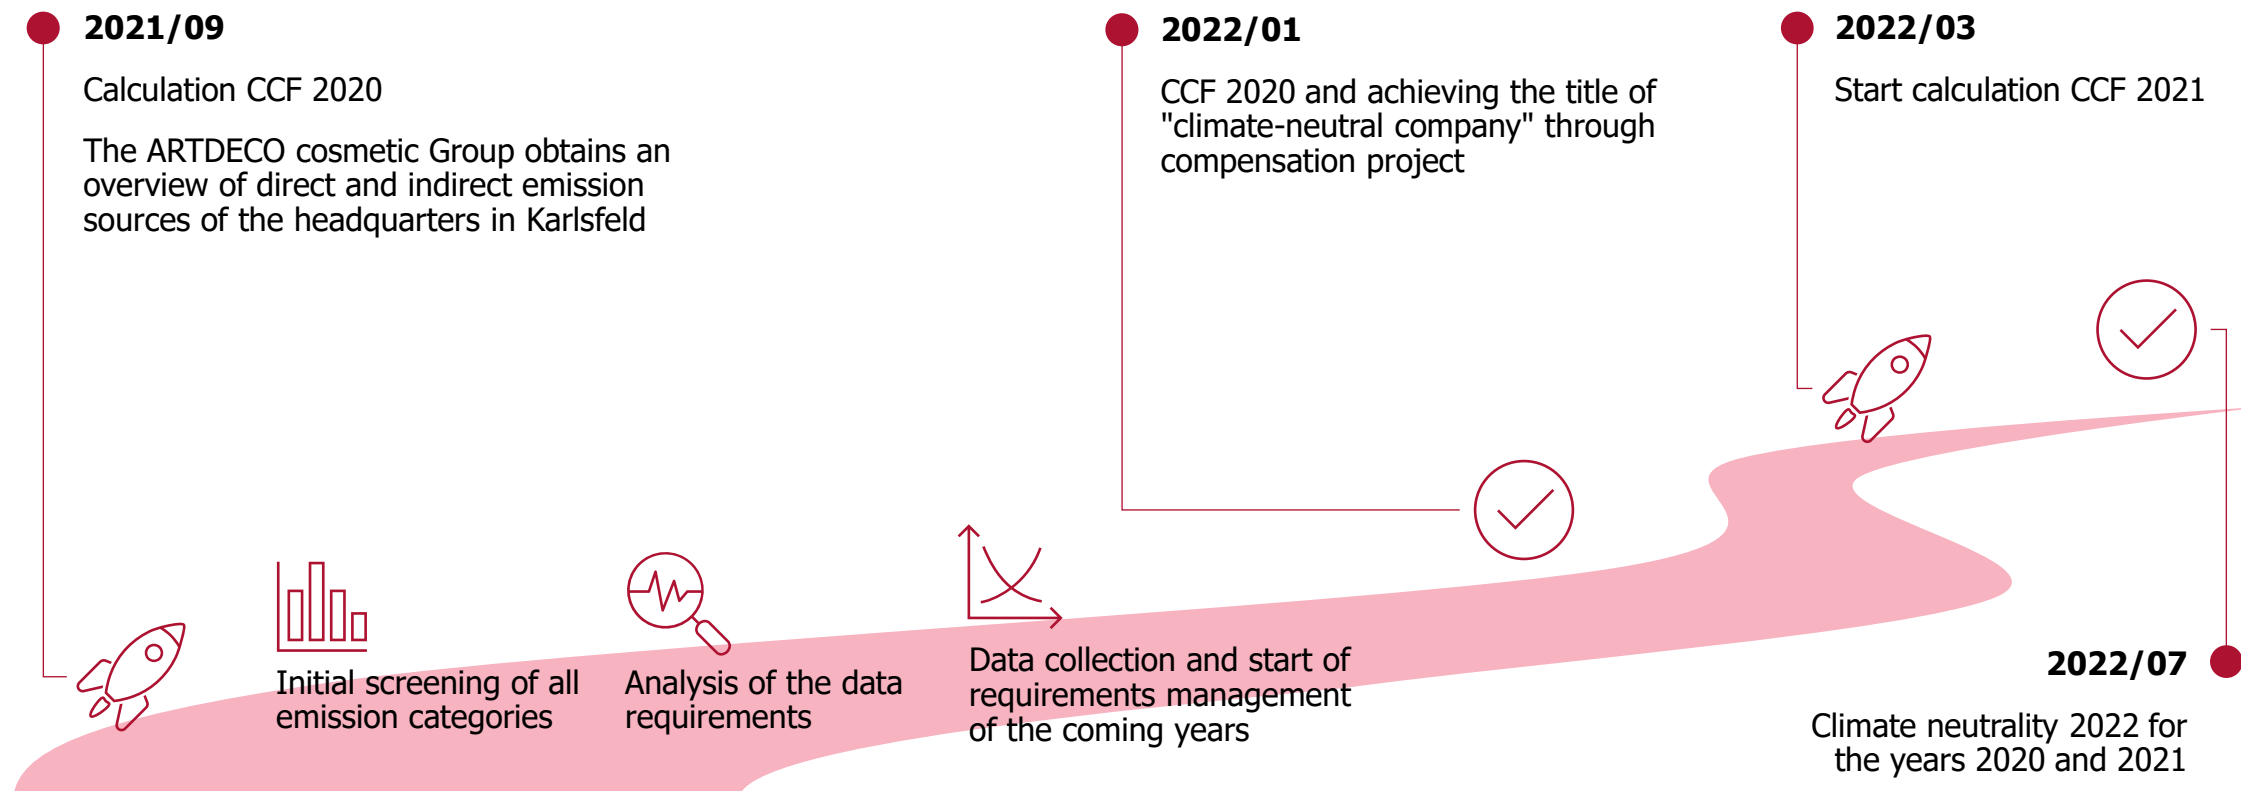 2021/09
Calculation CCF 2020
The ARTDECO cosmetic Group obtains an
overview of direct and indirect emission
sources of the headquarters in Karlsfeld
2022/01
CCF 2020 and achieving the title of
"climate-neutral company" through
compensation project
2022/03
Start calculation CCF 2021
Initial screening of all
emission categories
Analysis of the data
requirements
Data collection and start of
requirements management
of the coming years
2022/07
Climate neutrality 2022 for
the years 2020 and 2021